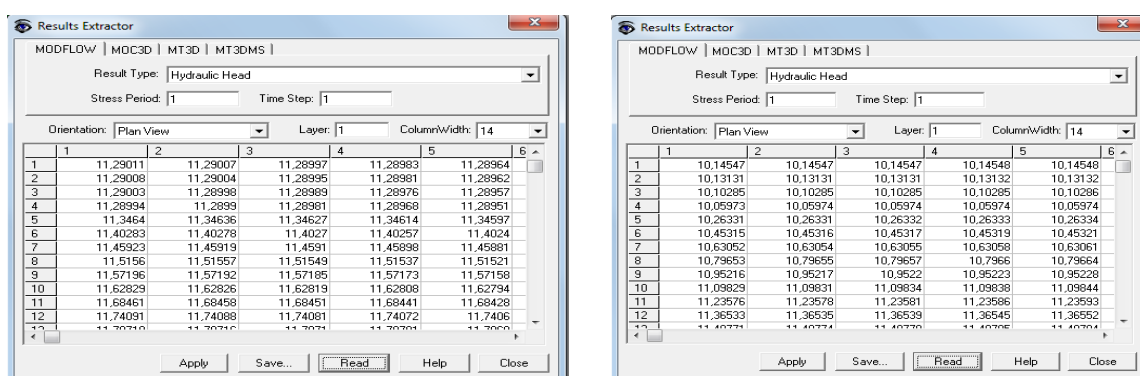 Results Extractor
MODFLOW MOC3D MT3D MT3DMS
Result Type: Hydraulic Head
Stress Period: 1 Time Step: 1
Orientation: Plan View Layer: 1 ColumnWidth: 14
1 2 3 4 5 6
1 11,29011 11,29007 11,28997 11,28983 11,28964
2 11,29008 11,29004 11,28995 11,28981 11,28962
3 11,29003 11,28998 11,28989 11,28976 11,28957
4 11,28994 11,2899 11,28981 11,28968 11,28951
5 11,3464 11,34636 11,34627 11,34614 11,34597
6 11,40283 11,40278 11,4027 11,40257 11,4024
7 11,45923 11,45919 11,4591 11,45898 11,45881
8 11,5156 11,51557 11,51549 11,51537 11,51521
9 11,57196 11,57192 11,57185 11,57173 11,57158
10 11,62829 11,62826 11,62819 11,62808 11,62794
11 11,68461 11,68458 11,68451 11,68441 11,68428
12 11,74091 11,74088 11,74081 11,74072 11,7406
Apply Save... Read Help Close
Results Extractor
MODFLOW MOC3D MT3D MT3DMS
Result Type: Hydraulic Head
Stress Period: 1 Time Step: 1
Orientation: Plan View Layer: 1 ColumnWidth: 14
1 2 3 4 5 6
1 10,14547 10,14547 10,14547 10,14548 10,14548
2 10,13131 10,13131 10,13131 10,13132 10,13132
3 10,10285 10,10285 10,10285 10,10285 10,10286
4 10,05973 10,05974 10,05974 10,05974 10,05974
5 10,26331 10,26331 10,26332 10,26333 10,26334
6 10,45315 10,45316 10,45317 10,45319 10,45321
7 10,63052 10,63054 10,63055 10,63058 10,63061
8 10,79653 10,79655 10,79657 10,7966 10,79664
9 10,95216 10,95217 10,9522 10,95223 10,95228
10 11,09829 11,09831 11,09834 11,09838 11,09844
11 11,23576 11,23578 11,23581 11,23586 11,23593
12 11,36533 11,36535 11,36539 11,36545 11,36552
Apply Save... Read Help Close